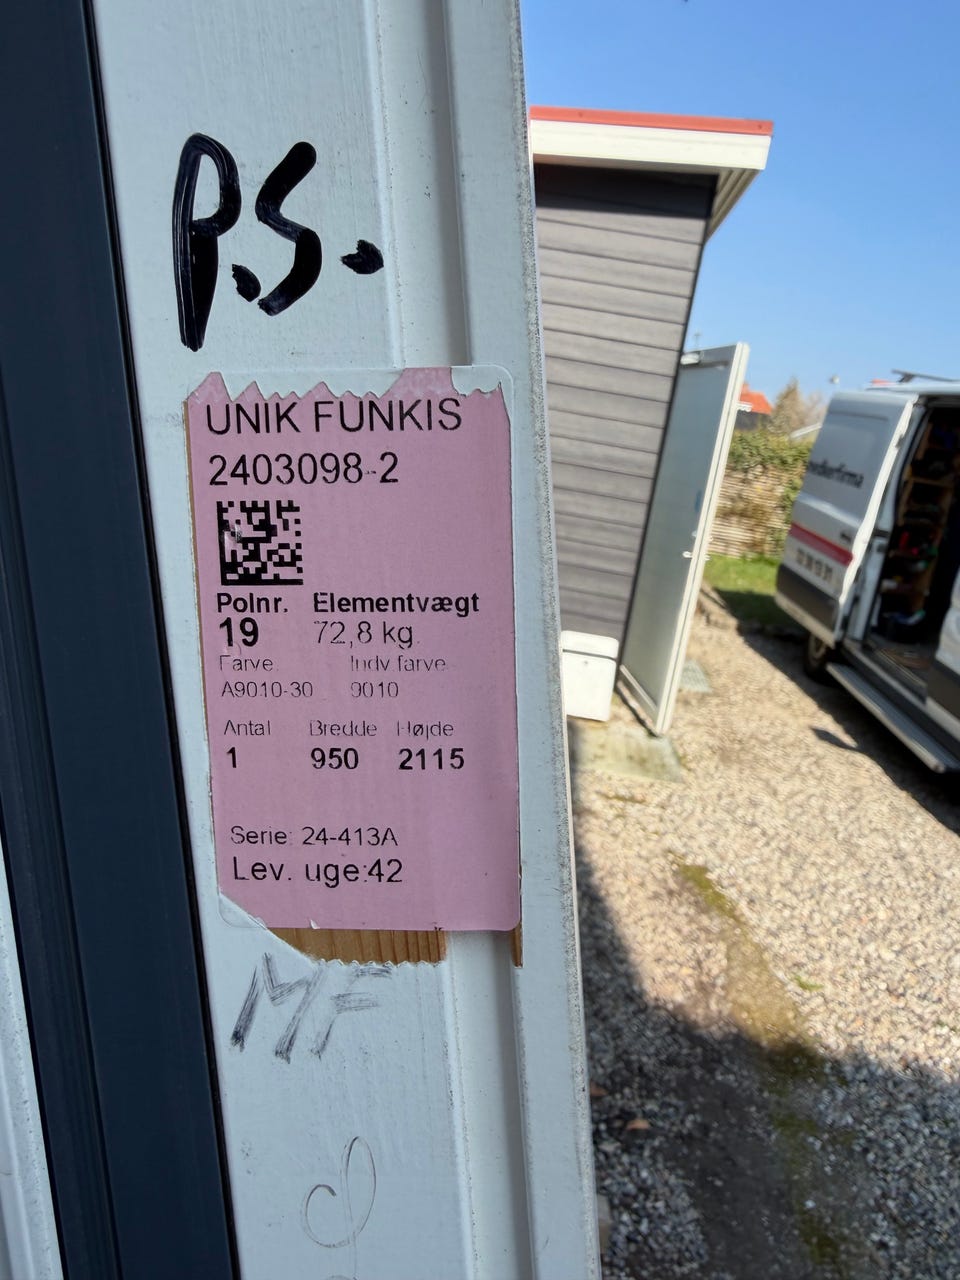 P.S.
UNIK FUNKIS
2403098-2
Polnr. Elementvægt
19 72,8 kg
Farve Indv farve
A9010-30 9010
Antal Bredde Højde
1 950 2115
Serie: 24-413A
Lev. uge:42
MF